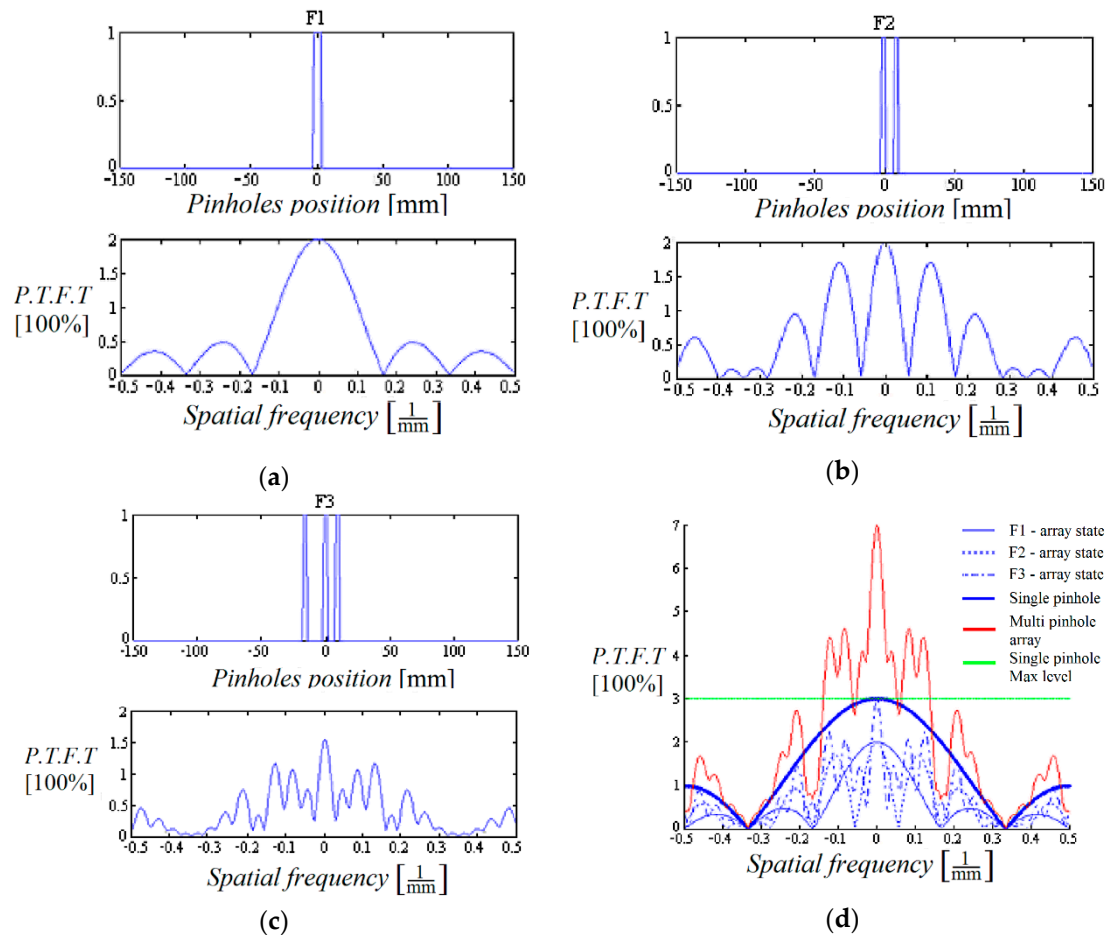 F1
1
0.5
0
-150 -100 -50 0 50 100 150
Pinholes position [mm]
2
1.5
1
0.5
0
P.T.F.T
[100%]
-0.5 -0.4 -0.3 -0.2 -0.1 0 0.1 0.2 0.3 0.4 0.5
Spatial frequency [1/mm]
(a)
F2
1
0.5
0
-150 -100 -50 0 50 100 150
Pinholes position [mm]
2
1.5
1
0.5
0
P.T.F.T
[100%]
-0.5 -0.4 -0.3 -0.2 -0.1 0 0.1 0.2 0.3 0.4 0.5
Spatial frequency [1/mm]
(b)
F3
1
0.5
0
-150 -100 -50 0 50 100 150
Pinholes position [mm]
2
1.5
1
0.5
0
P.T.F.T
[100%]
-0.5 -0.4 -0.3 -0.2 -0.1 0 0.1 0.2 0.3 0.4 0.5
Spatial frequency [1/mm]
(c)
7
6
5
4
3
2
1
0
P.T.F.T
[100%]
F1 - array state
F2 - array state
F3 - array state
Single pinhole
Multi pinhole
array
Single pinhole
Max level
-0.5 -0.4 -0.3 -0.2 -0.1 0 0.1 0.2 0.3 0.4 0.5
Spatial frequency [1/mm]
(d)